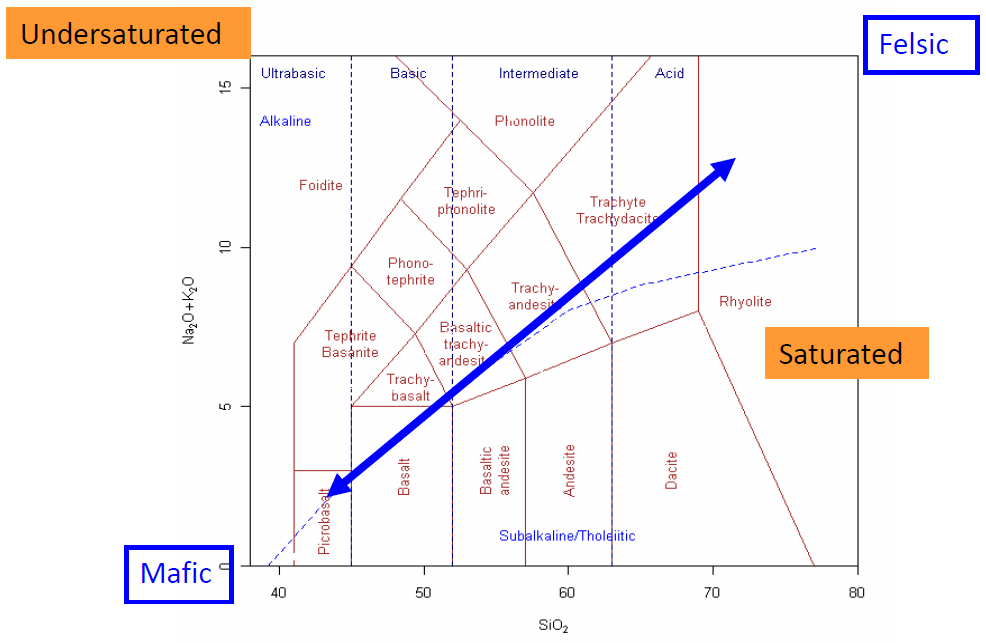 Undersaturated
Felsic
Ultrabasic
Basic
Intermediate
Acid
15
Alkaline
Phonolite
Foidite
Tephri-
phonolite
Trachyte
Trachydacite
10
Phono-
tephrite
Trachy-
andesite
Rhyolite
Na₂O+K₂O
Tephrite
Basanite
Basaltic
trachy-
andesite
Saturated
Trachy-
basalt
5
Picrobasalt
Basalt
Basaltic
andesite
Andesite
Dacite
Subalkaline/Tholeiitic
Mafic
0
40
50
60
70
80
SiO₂